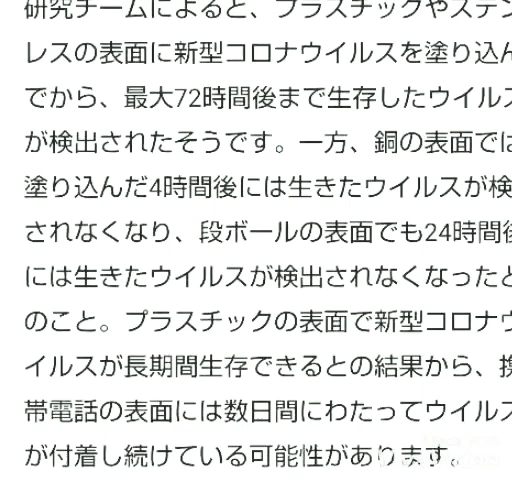 研究チームによると、プラスチックやステン
レスの表面に新型コロナウイルスを塗り込ん
でから、最大72時間後まで生存したウイルス
が検出されたそうです。一方、銅の表面では
塗り込んだ4時間後には生きたウイルスが検
されなくなり、段ボールの表面でも24時間後
には生きたウイルスが検出されなくなったと
のこと。プラスチックの表面で新型コロナウ
イルスが長期間生存できるとの結果から、携
帯電話の表面には数日間にわたってウイルス
が付着し続けている可能性があります。